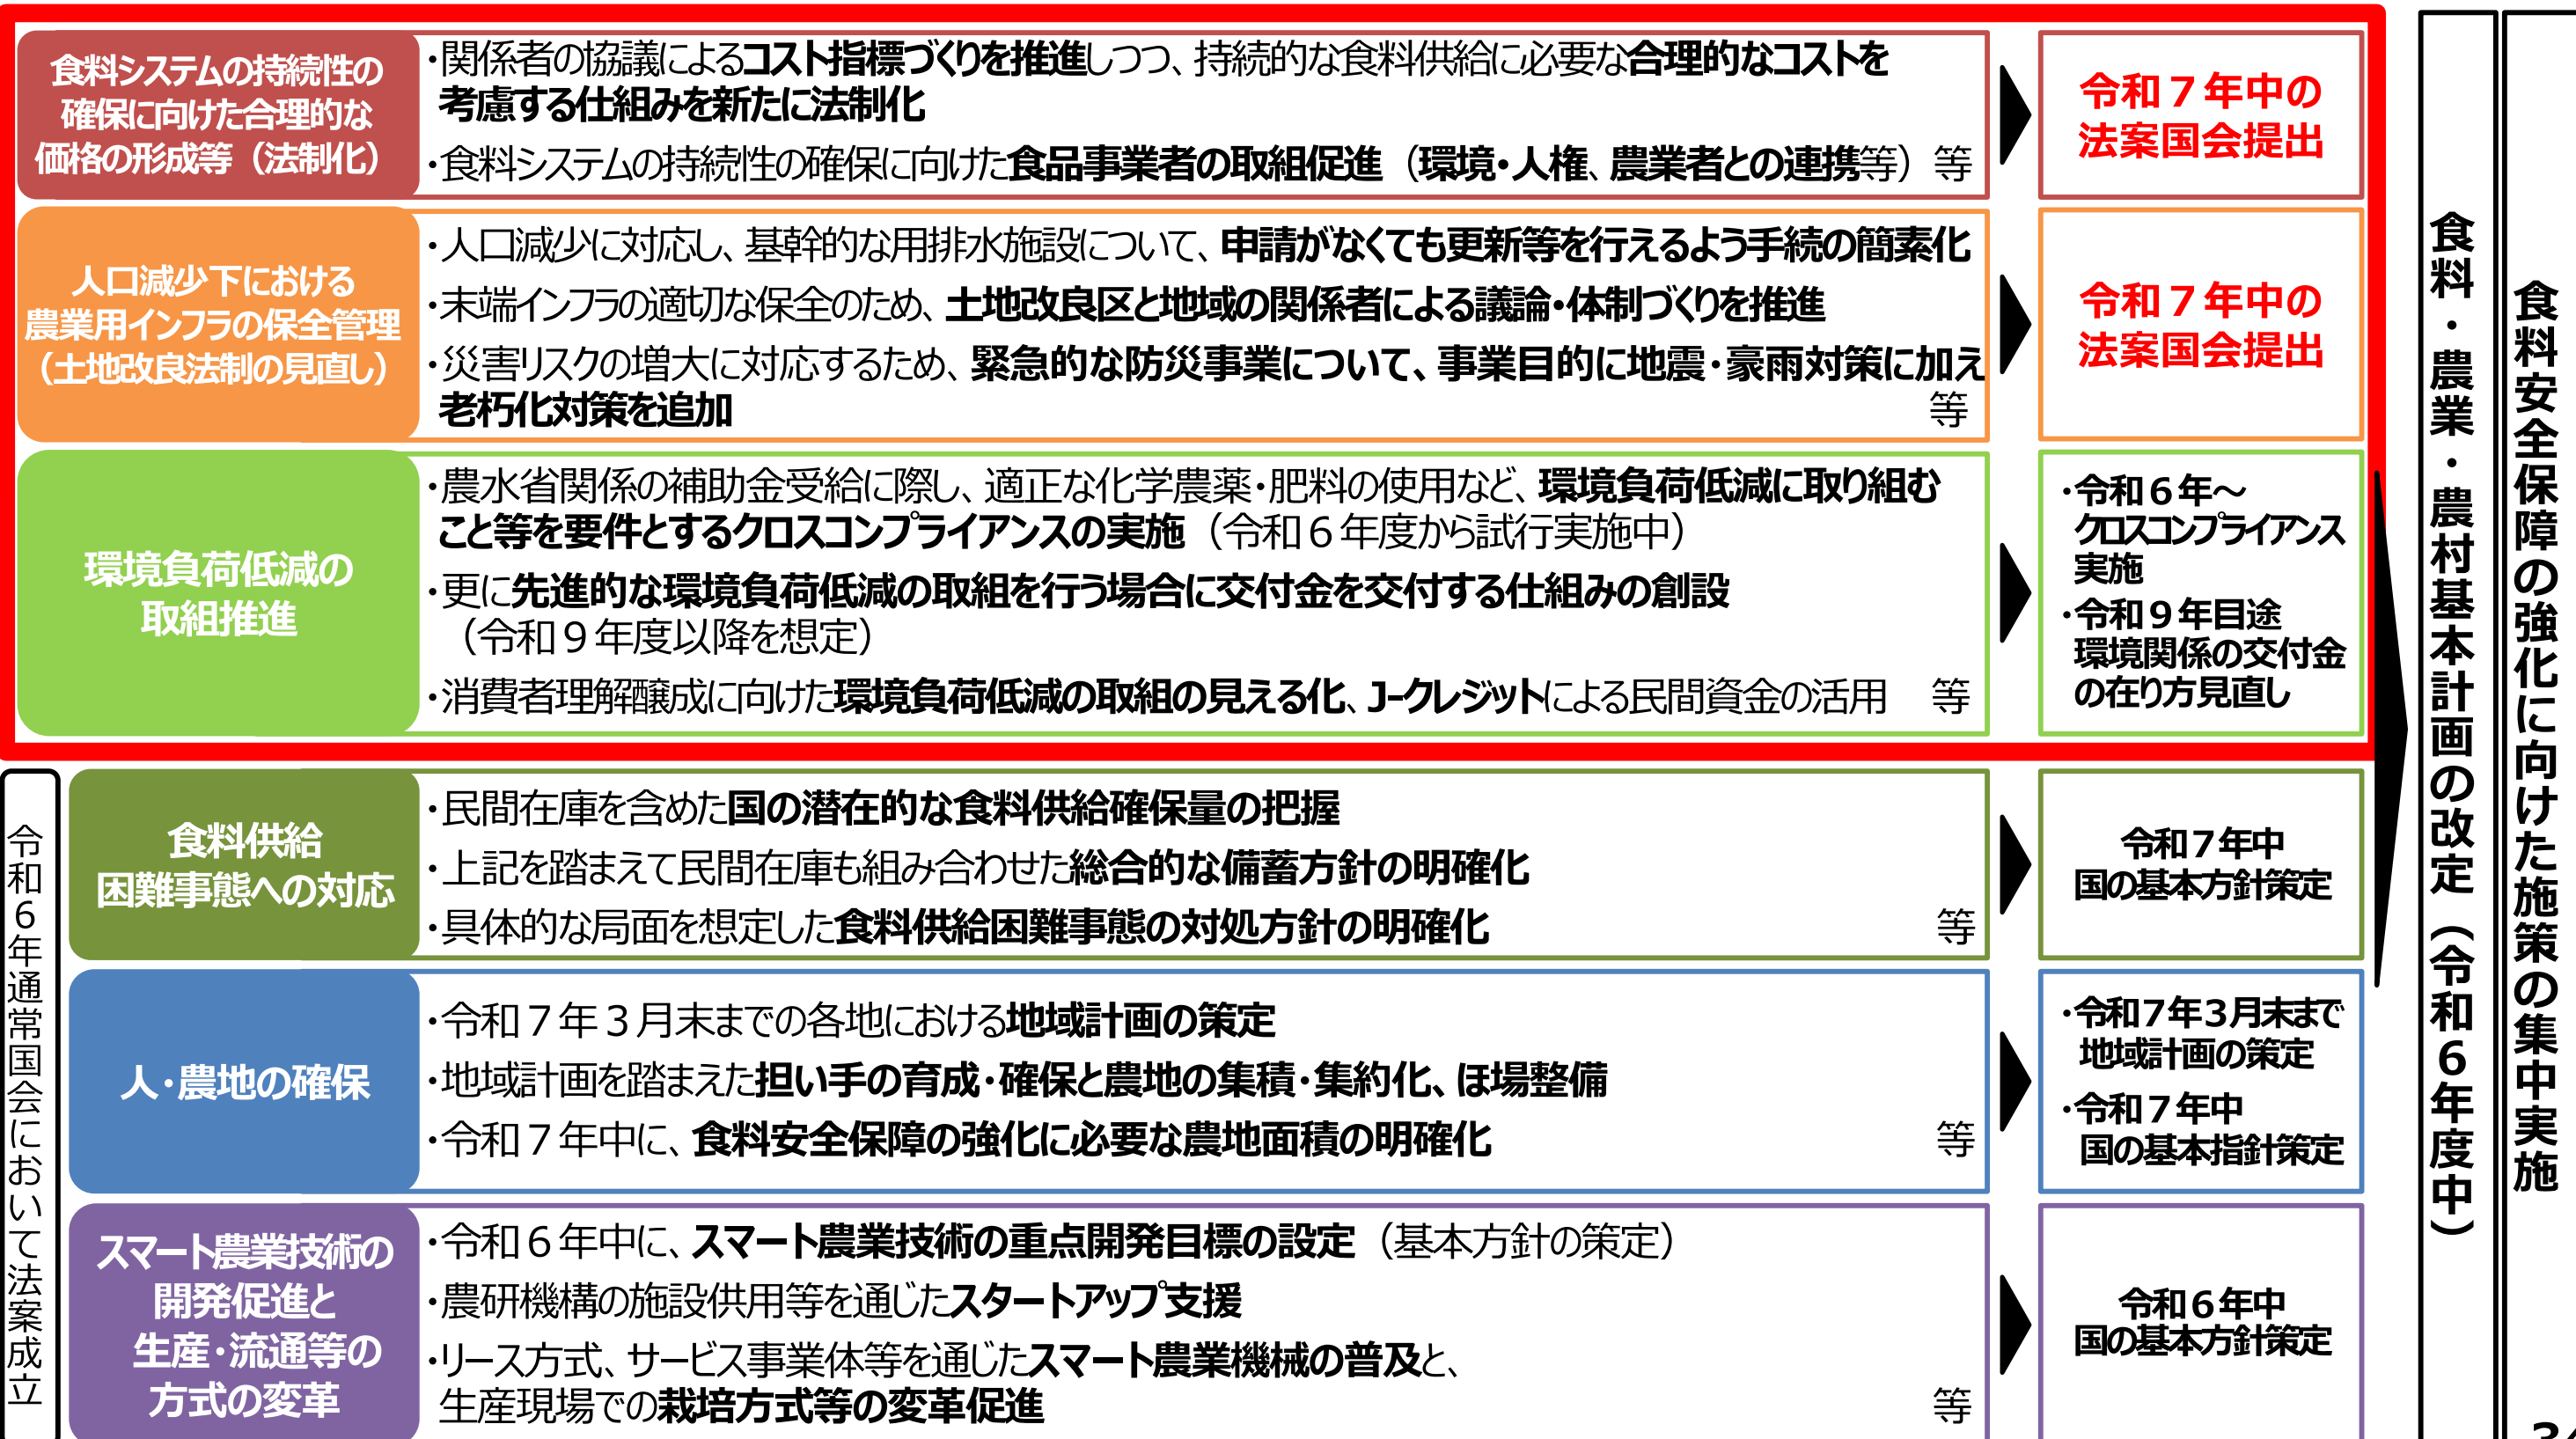 食料システムの持続性の
確保に向けた合理的な
価格の形成等（法制化）
・関係者の協議によるコスト指標づくりを推進しつつ、持続的な食料供給に必要な合理的なコストを
考慮する仕組みを新たに法制化
・食料システムの持続性の確保に向けた食品事業者の取組促進（環境・人権、農業者との連携等）等
令和７年中の
法案国会提出
人口減少下における
農業用インフラの保全管理
（土地改良法制の見直し）
・人口減少に対応し、基幹的な用排水施設について、申請がなくても更新等を行えるよう手続の簡素化
・末端インフラの適切な保全のため、土地改良区と地域の関係者による議論・体制づくりを推進
・災害リスクの増大に対応するため、緊急的な防災事業について、事業目的に地震・豪雨対策に加え
老朽化対策を追加 等
令和７年中の
法案国会提出
環境負荷低減の
取組推進
・農水省関係の補助金受給に際し、適正な化学農薬・肥料の使用など、環境負荷低減に取り組む
こと等を要件とするクロスコンプライアンスの実施（令和６年度から試行実施中）
・更に先進的な環境負荷低減の取組を行う場合に交付金を交付する仕組みの創設
（令和９年度以降を想定）
・消費者理解醸成に向けた環境負荷低減の取組の見える化、J-クレジットによる民間資金の活用 等
・令和６年～
クロスコンプライアンス
実施
・令和９年目途
環境関係の交付金
の在り方見直し
令和６年通常国会において法案成立
食料供給
困難事態への対応
・民間在庫を含めた国の潜在的な食料供給確保量の把握
・上記を踏まえて民間在庫も組み合わせた総合的な備蓄方針の明確化
・具体的な局面を想定した食料供給困難事態の対処方針の明確化 等
令和７年中
国の基本方針策定
人・農地の確保
・令和７年３月末までの各地における地域計画の策定
・地域計画を踏まえた担い手の育成・確保と農地の集積・集約化、ほ場整備
・令和７年中に、食料安全保障の強化に必要な農地面積の明確化 等
・令和７年３月末まで
地域計画の策定
・令和７年中
国の基本指針策定
スマート農業技術の
開発促進と
生産・流通等の
方式の変革
・令和６年中に、スマート農業技術の重点開発目標の設定（基本方針の策定）
・農研機構の施設供用等を通じたスタートアップ支援
・リース方式、サービス事業体等を通じたスマート農業機械の普及と、
生産現場での栽培方式等の変革促進 等
令和６年中
国の基本方針策定
食料・農業・農村基本計画の改定（令和６年度中）
食料安全保障の強化に向けた施策の集中実施